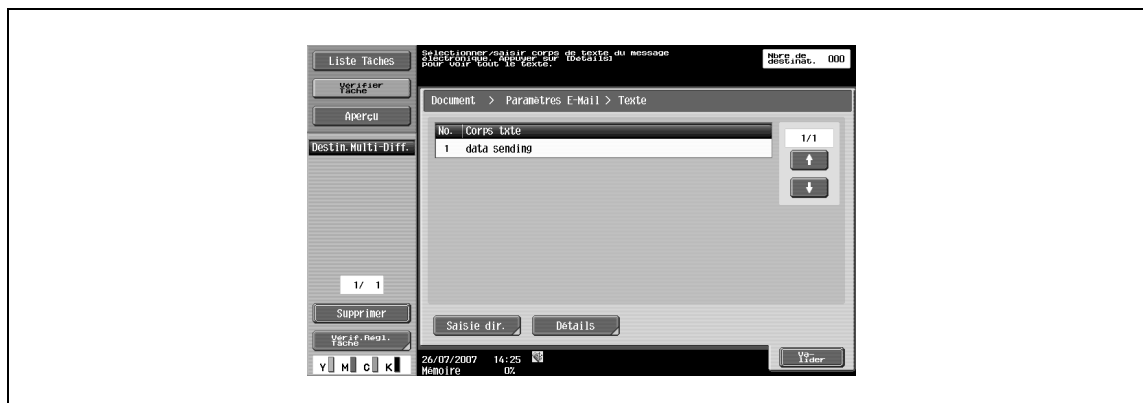 Liste Tâches
Vérifier
Tâche
Aperçu
Destin.Multi-Diff.
1/ 1
Supprimer
Vérif.Régl.
Tâche
Y M C K
Sélectionner/saisir corps de texte du message
électronique. Appuyer sur [Détails]
pour voir tout le texte.
Nbre de
destinat. 000
Document > Paramètres E-Mail > Texte
No. Corps txte
1 data sending
1/1
Saisie dir. Détails
26/07/2007 14:25
Mémoire 0%
Va-
lider